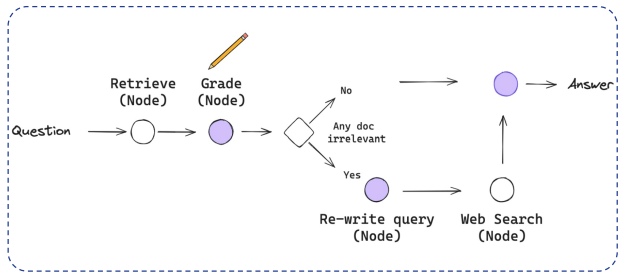 Retrieve
(Node)
Grade
(Node)
Question
No
Any doc
irrelevant
Yes
Answer
Re-write query
(Node)
Web Search
(Node)